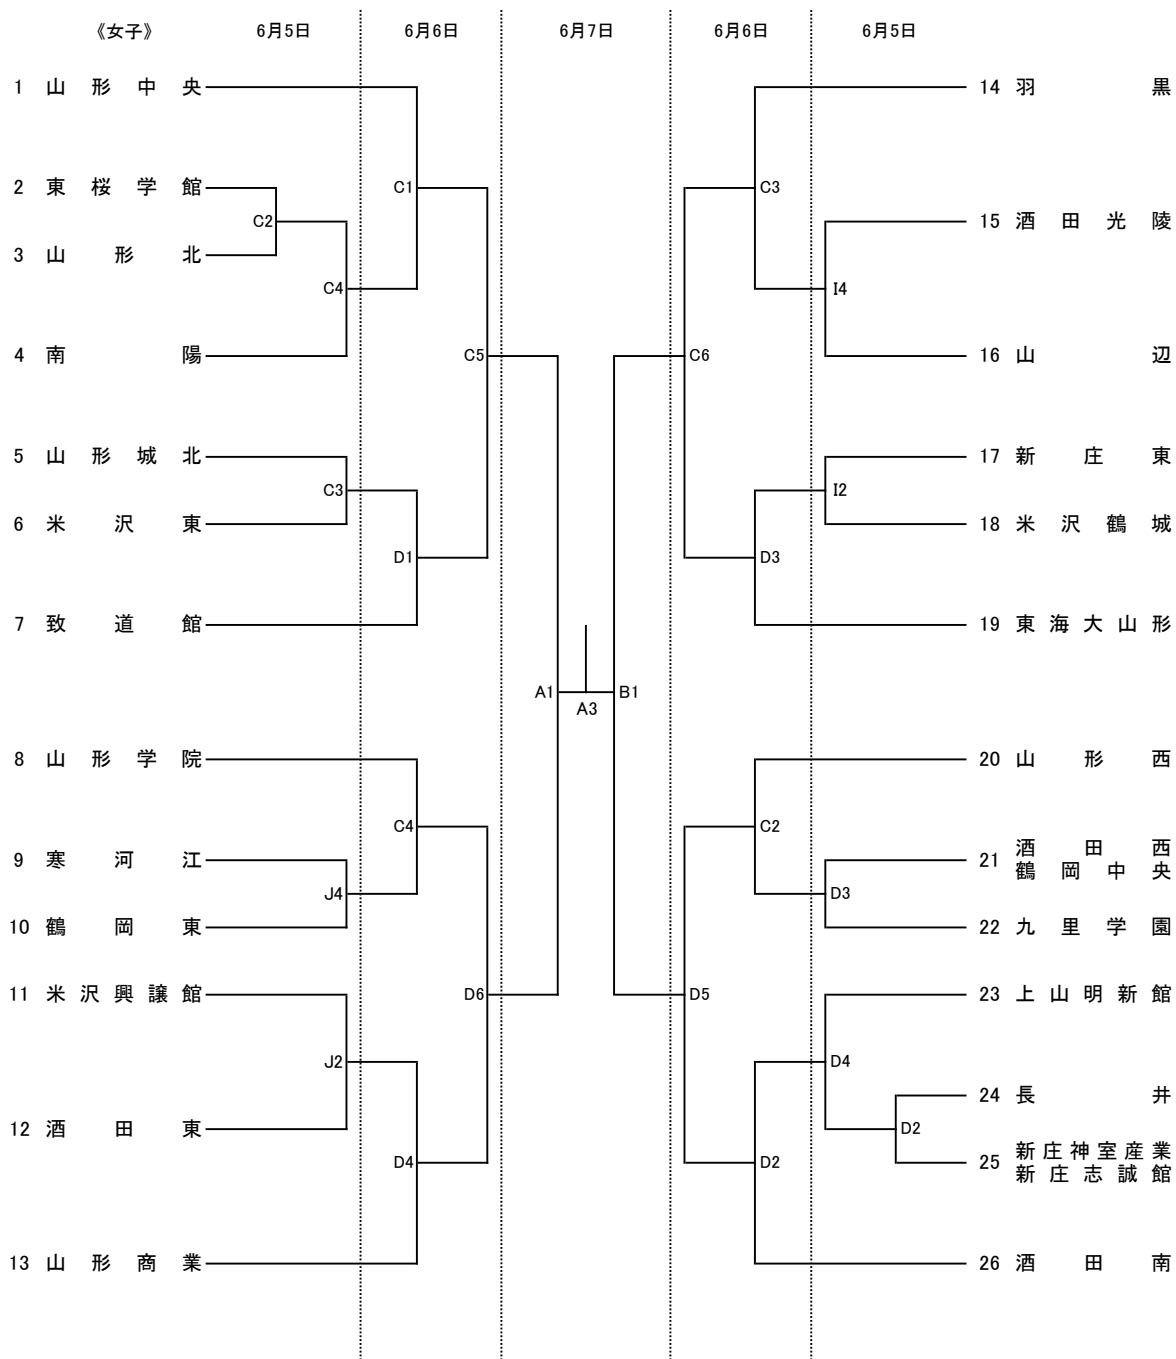 《女子》 6月5日 6月6日 6月7日 6月6日 6月5日
1 山形中央
2 東桜学館
3 山形北
4 南陽
5 山形城北
6 米沢東
7 致道館
8 山形学院
9 寒河江
10 鶴岡東
11 米沢興譲館
12 酒田東
13 山形商業
C2
C4
C3
J4
J2
C1
D1
C4
D4
C5
D6
A1
A3
B1
C6
D5
C3
D3
C2
D2
I4
I2
D3
D4
D2
14 羽黒
15 酒田光陵
16 山辺
17 新庄東
18 米沢鶴城
19 東海大山形
20 山形西
21 酒田西
鶴岡中央
22 九里学園
23 上山明新館
24 長井
25 新庄神室産業
新庄志誠館
26 酒田南